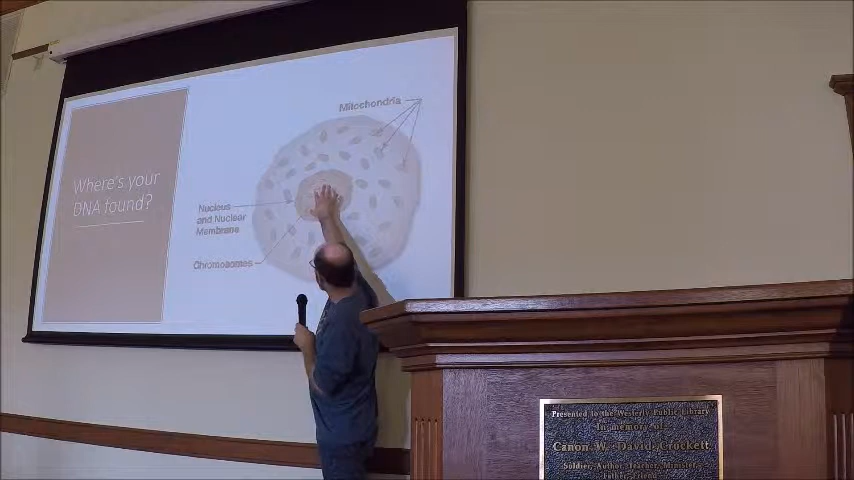 Where's your
DNA found?
Mitochondria
Nucleus
and Nuclear
Membrane
Chromosomes
Presented to the Westerly Public Library
In memory of
Canon W. David Crockett
Soldier, Author, Teacher, Minister,
Father, Friend